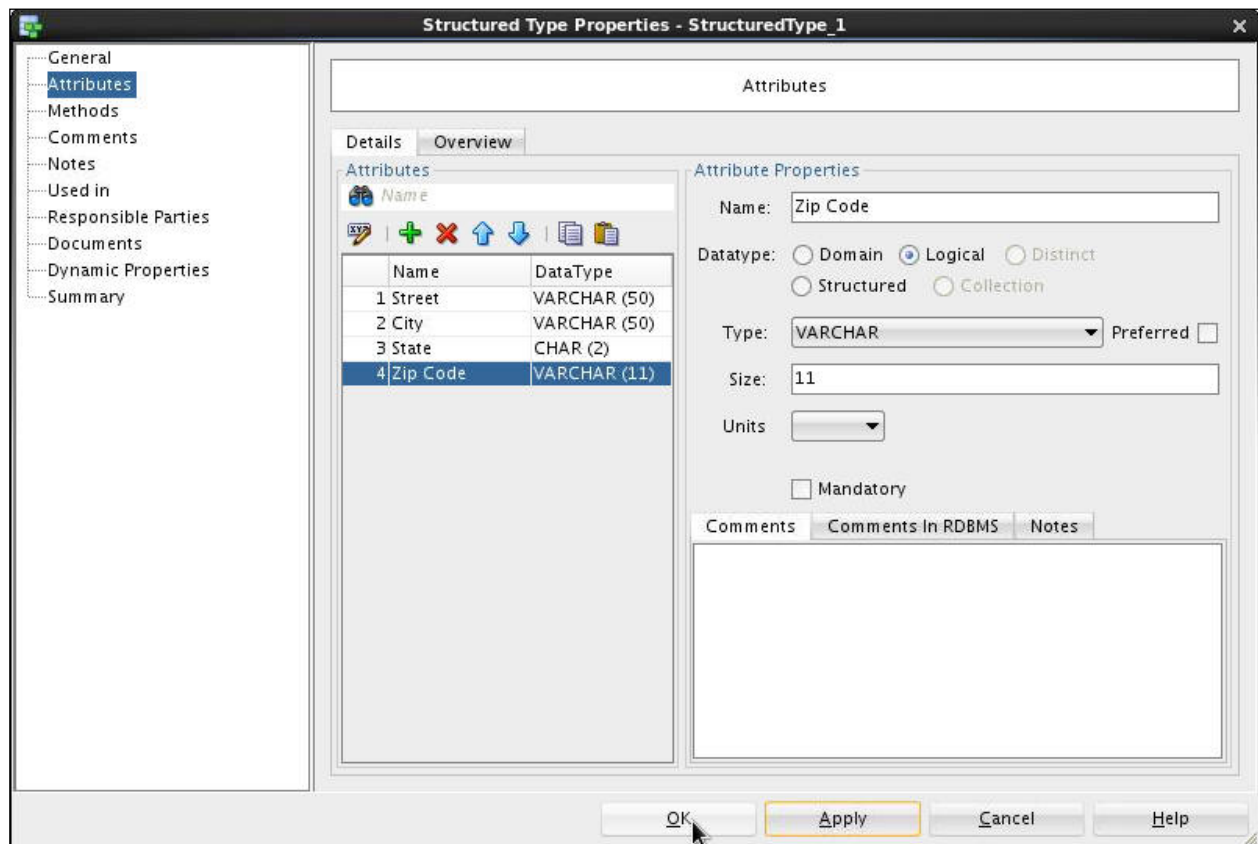 Structured Type Properties - StructuredType_1
General
Attributes
Methods
Comments
Notes
Used in
Responsible Parties
Documents
Dynamic Properties
Summary
Attributes
Details Overview
Attributes
Name
Name DataType
1 Street VARCHAR (50)
2 City VARCHAR (50)
3 State CHAR (2)
4 Zip Code VARCHAR (11)
Attribute Properties
Name: Zip Code
Datatype: Domain Logical Distinct
Structured Collection
Type: VARCHAR Preferred
Size: 11
Units
Mandatory
Comments Comments In RDBMS Notes
OK Apply Cancel Help